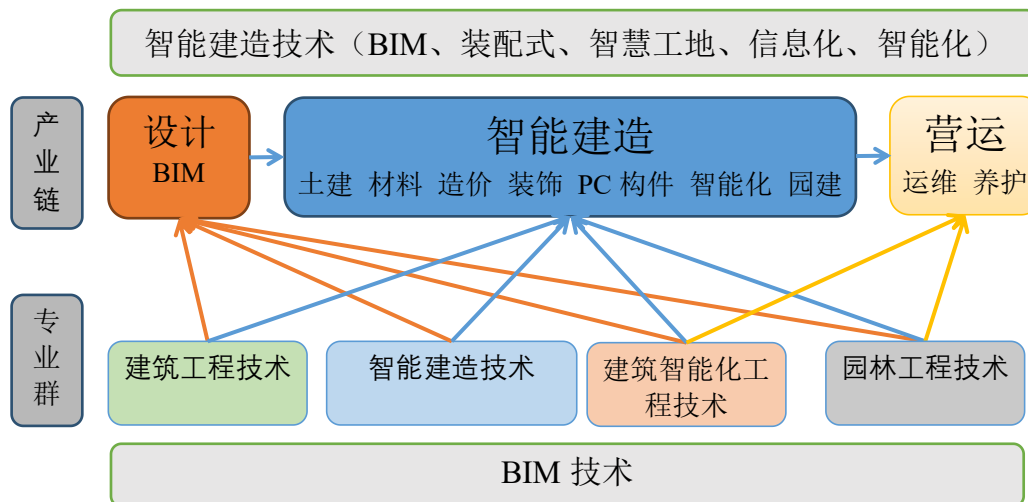 智能建造技术（BIM、装配式、智慧工地、信息化、智能化）
产
业
链
设计
BIM
智能建造
土建 材料 造价 装饰 PC 构件 智能化 园建
营运
运维 养护
专
业
群
建筑工程技术
智能建造技术
建筑智能化工
程技术
园林工程技术
BIM 技术